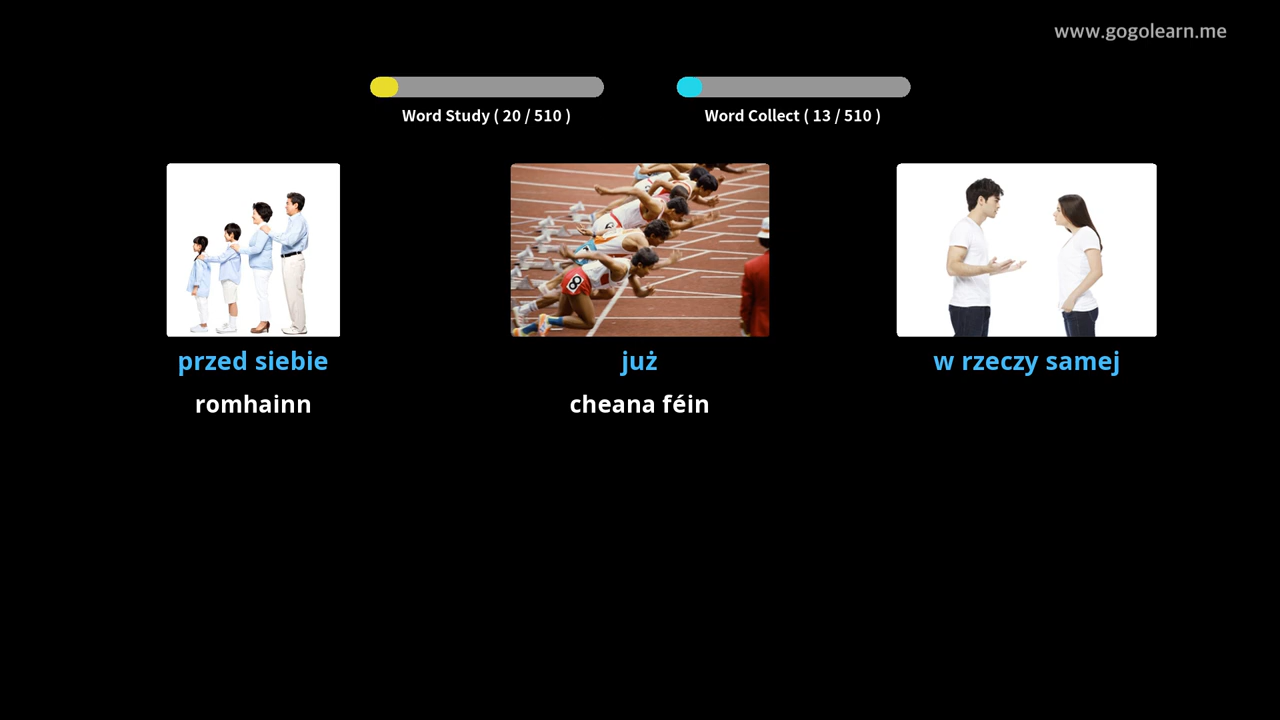 www.gogolearn.me
Word Study ( 20 / 510 )
Word Collect ( 13 / 510 )
przed siebie
już
w rzeczy samej
romhainn
cheana féin
8